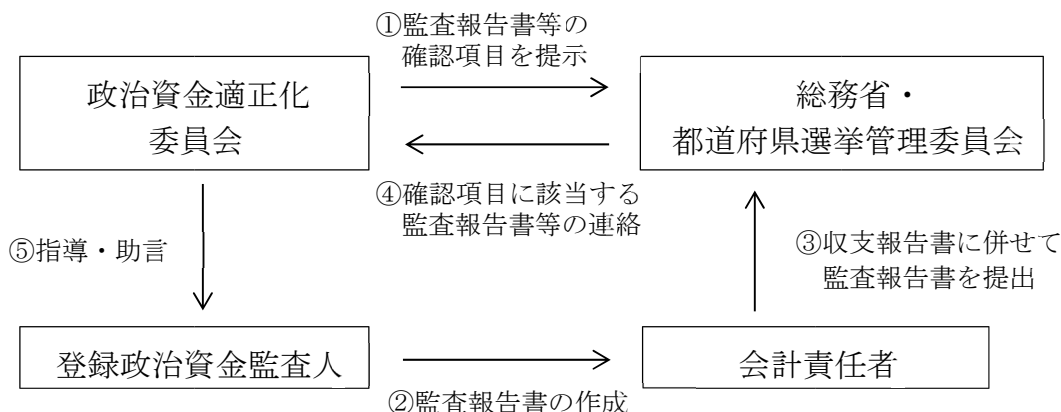 ①監査報告書等の
確認項目を提示
政治資金適正化
委員会
総務省・
都道府県選挙管理委員会
④確認項目に該当する
監査報告書等の連絡
⑤指導・助言
③収支報告書に併せて
監査報告書を提出
登録政治資金監査人
会計責任者
②監査報告書の作成